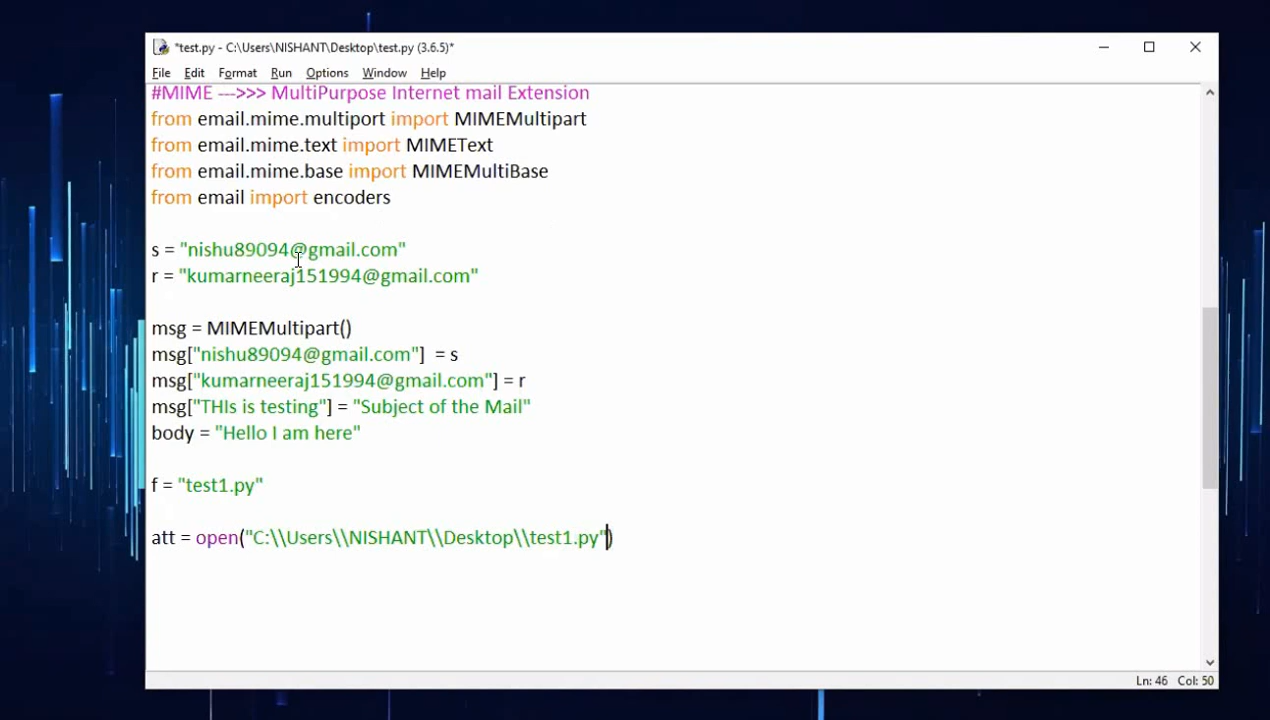 *test.py - C:\Users\NISHANT\Desktop\test.py (3.6.5)*
File Edit Format Run Options Window Help
#MIME --->>> MultiPurpose Internet mail Extension
from email.mime.multiport import MIMEMultipart
from email.mime.text import MIMEText
from email.mime.base import MIMEMultiBase
from email import encoders
s = "nishu89094@gmail.com"
r = "kumarneeraj151994@gmail.com"
msg = MIMEMultipart()
msg["nishu89094@gmail.com"]  = s
msg["kumarneeraj151994@gmail.com"] = r
msg["THIs is testing"] = "Subject of the Mail"
body = "Hello I am here"
f = "test1.py"
att = open("C:\\Users\\NISHANT\\Desktop\\test1.py")
Ln: 46 Col: 50